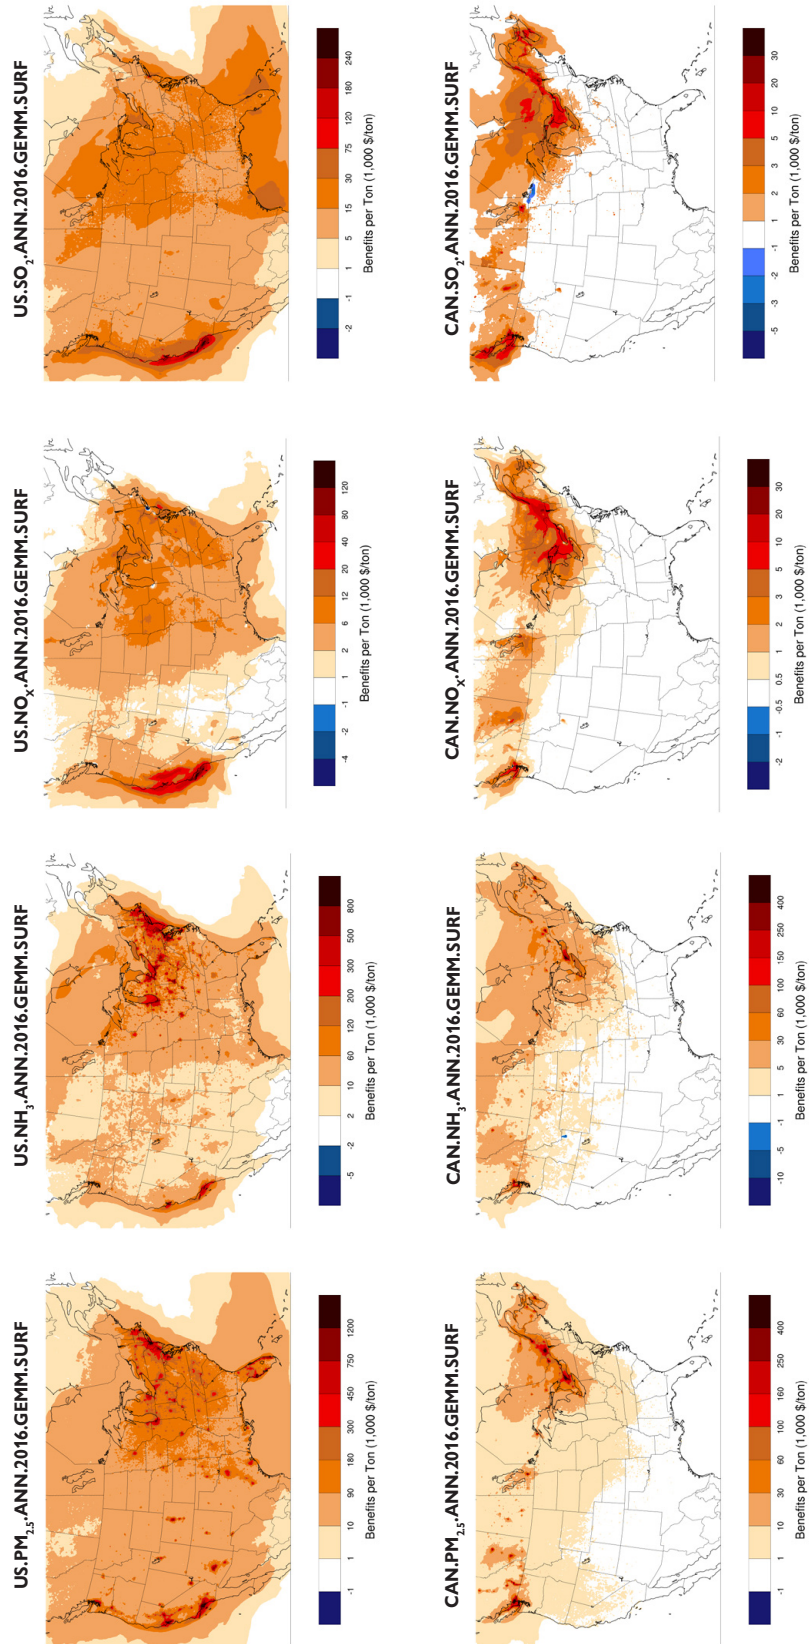 US.PM₂.₅.ANN.2016.GEMM.SURF
-1 1 10 90 180 300 450 750 1200
Benefits per Ton (1,000 $/ton)
US.NH₃.ANN.2016.GEMM.SURF
-5 -2 2 10 60 120 200 300 500 800
Benefits per Ton (1,000 $/ton)
US.NOₓ.ANN.2016.GEMM.SURF
-4 -2 -1 1 2 6 12 20 40 80 120
Benefits per Ton (1,000 $/ton)
US.SO₂.ANN.2016.GEMM.SURF
-2 -1 1 5 15 30 75 120 180 240
Benefits per Ton (1,000 $/ton)
CAN.PM₂.₅.ANN.2016.GEMM.SURF
-1 1 10 30 60 100 160 250 400
Benefits per Ton (1,000 $/ton)
CAN.NH₃.ANN.2016.GEMM.SURF
-10 -5 -1 1 5 30 60 100 150 250 400
Benefits per Ton (1,000 $/ton)
CAN.NOₓ.ANN.2016.GEMM.SURF
-2 -1 -0.5 0.5 1 2 3 5 10 20 30
Benefits per Ton (1,000 $/ton)
CAN.SO₂.ANN.2016.GEMM.SURF
-5 -3 -2 -1 1 2 3 5 10 20 30
Benefits per Ton (1,000 $/ton)